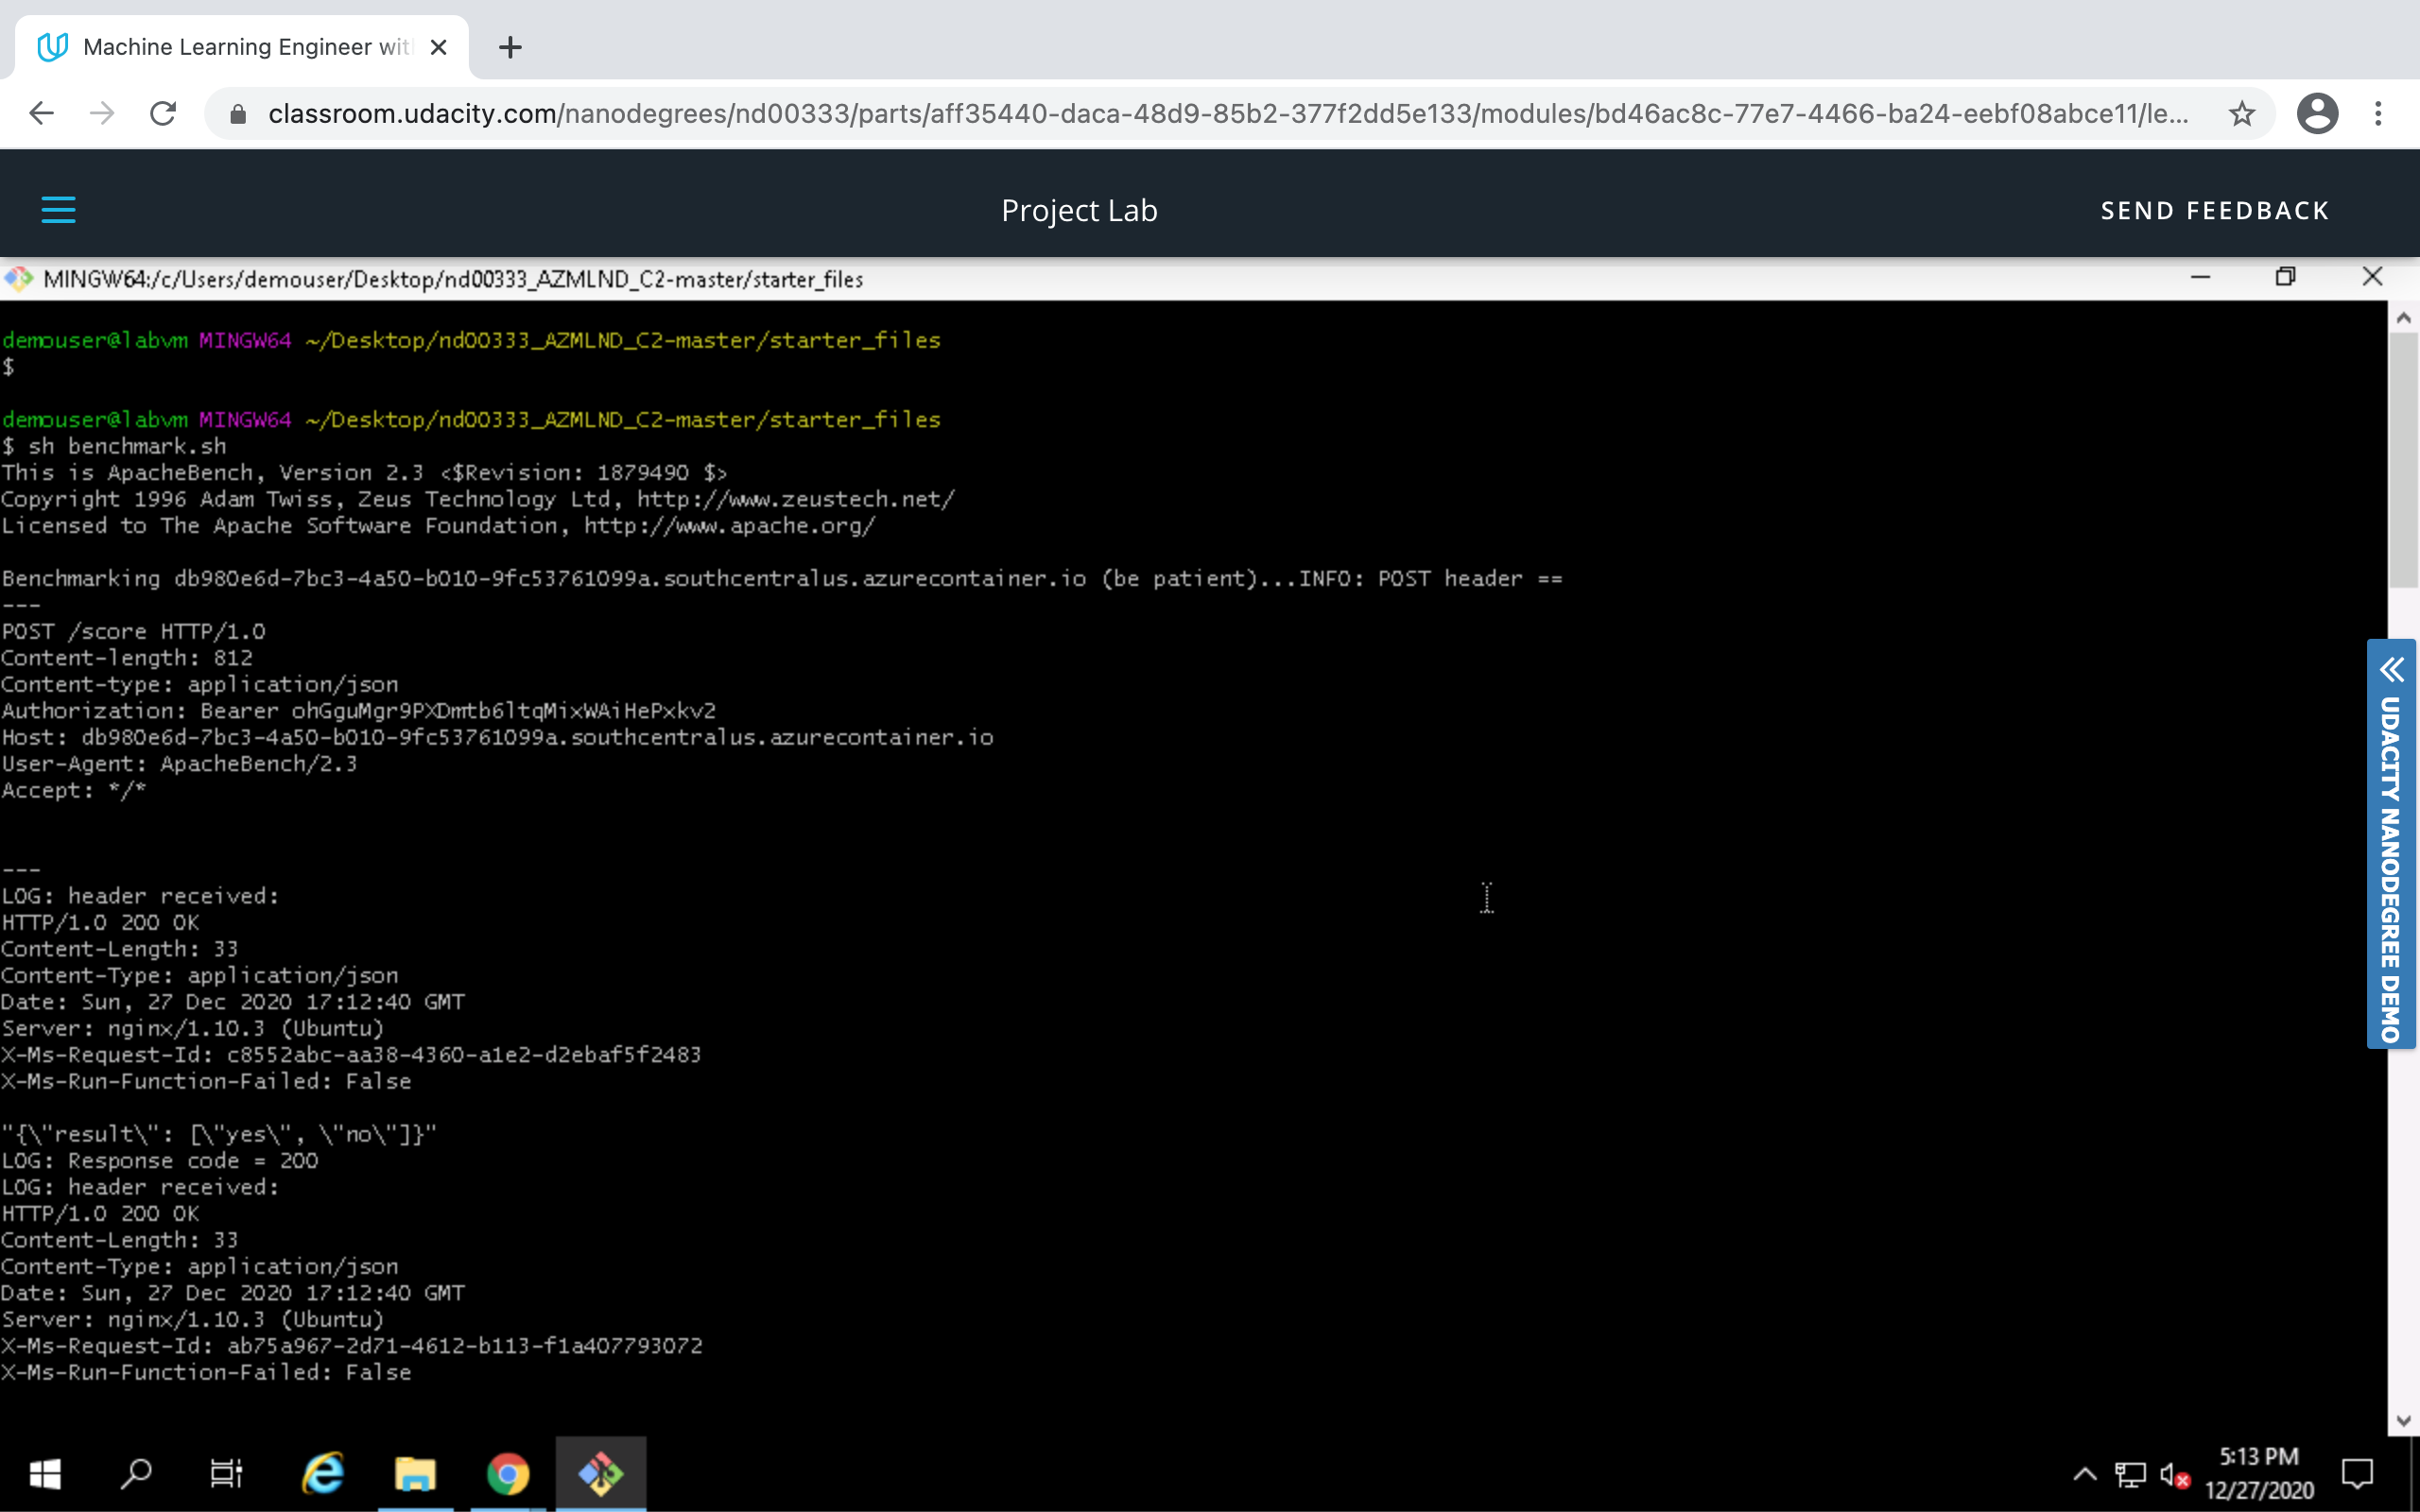 Machine Learning Engineer wit
classroom.udacity.com/nanodegrees/nd00333/parts/aff35440-daca-48d9-85b2-377f2dd5e133/modules/bd46ac8c-77e7-4466-ba24-eebf08abce11/le...
Project Lab
SEND FEEDBACK
MINGW64:/c/Users/demouser/Desktop/nd00333_AZMLND_C2-master/starter_files
demouser@labvm MINGW64 ~/Desktop/nd00333_AZMLND_C2-master/starter_files
$
demouser@labvm MINGW64 ~/Desktop/nd00333_AZMLND_C2-master/starter_files
$ sh benchmark.sh
This is ApacheBench, Version 2.3 <$Revision: 1879490 $>
Copyright 1996 Adam Twiss, Zeus Technology Ltd, http://www.zeustech.net/
Licensed to The Apache Software Foundation, http://www.apache.org/
Benchmarking db980e6d-7bc3-4a50-b010-9fc53761099a.southcentralus.azurecontainer.io (be patient)...INFO: POST header ==
---
POST /score HTTP/1.0
Content-length: 812
Content-type: application/json
Authorization: Bearer ohGguMgr9PXDmtb6ltqMixWAiHePxkv2
Host: db980e6d-7bc3-4a50-b010-9fc53761099a.southcentralus.azurecontainer.io
User-Agent: ApacheBench/2.3
Accept: */*
---
LOG: header received:
HTTP/1.0 200 OK
Content-Length: 33
Content-Type: application/json
Date: Sun, 27 Dec 2020 17:12:40 GMT
Server: nginx/1.10.3 (Ubuntu)
X-Ms-Request-Id: c8552abc-aa38-4360-a1e2-d2ebaf5f2483
X-Ms-Run-Function-Failed: False
"{\"result\": [\"yes\", \"no\"]}"
LOG: Response code = 200
LOG: header received:
HTTP/1.0 200 OK
Content-Length: 33
Content-Type: application/json
Date: Sun, 27 Dec 2020 17:12:40 GMT
Server: nginx/1.10.3 (Ubuntu)
X-Ms-Request-Id: ab75a967-2d71-4612-b113-f1a407793072
X-Ms-Run-Function-Failed: False
UDACITY NANODEGREE DEMO
5:13 PM
12/27/2020